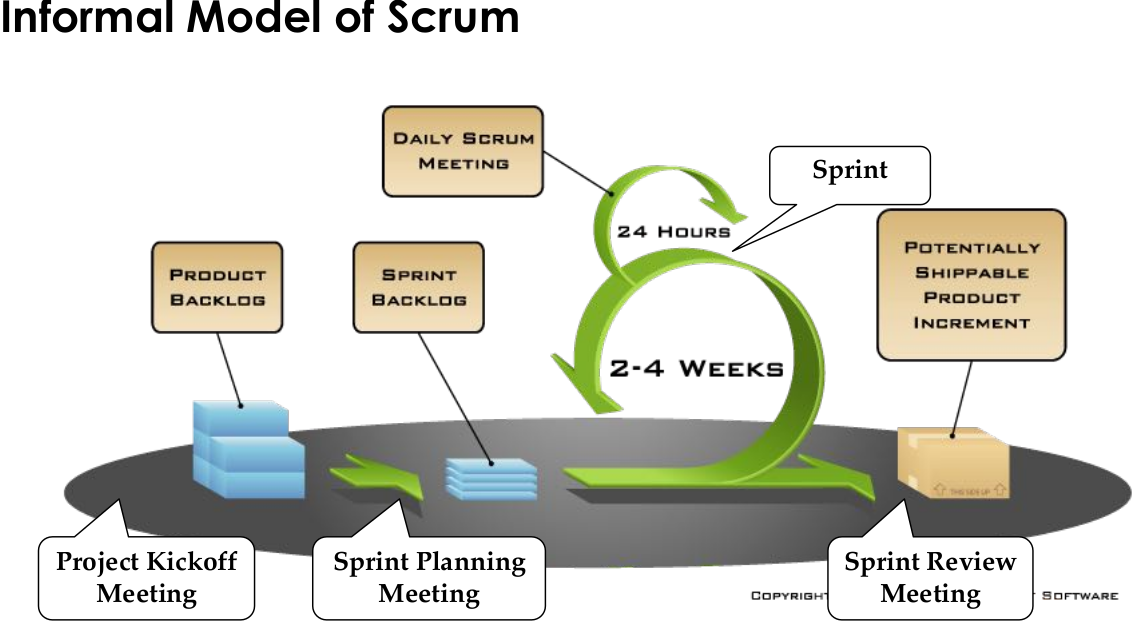 Informal Model of Scrum
DAILY SCRUM
MEETING
Sprint
24 HOURS
PRODUCT
BACKLOG
SPRINT
BACKLOG
POTENTIALLY
SHIPPABLE
PRODUCT
INCREMENT
2-4 WEEKS
THIS SIDE UP
Project Kickoff
Meeting
Sprint Planning
Meeting
Sprint Review
Meeting
COPYRIGHT
SOFTWARE